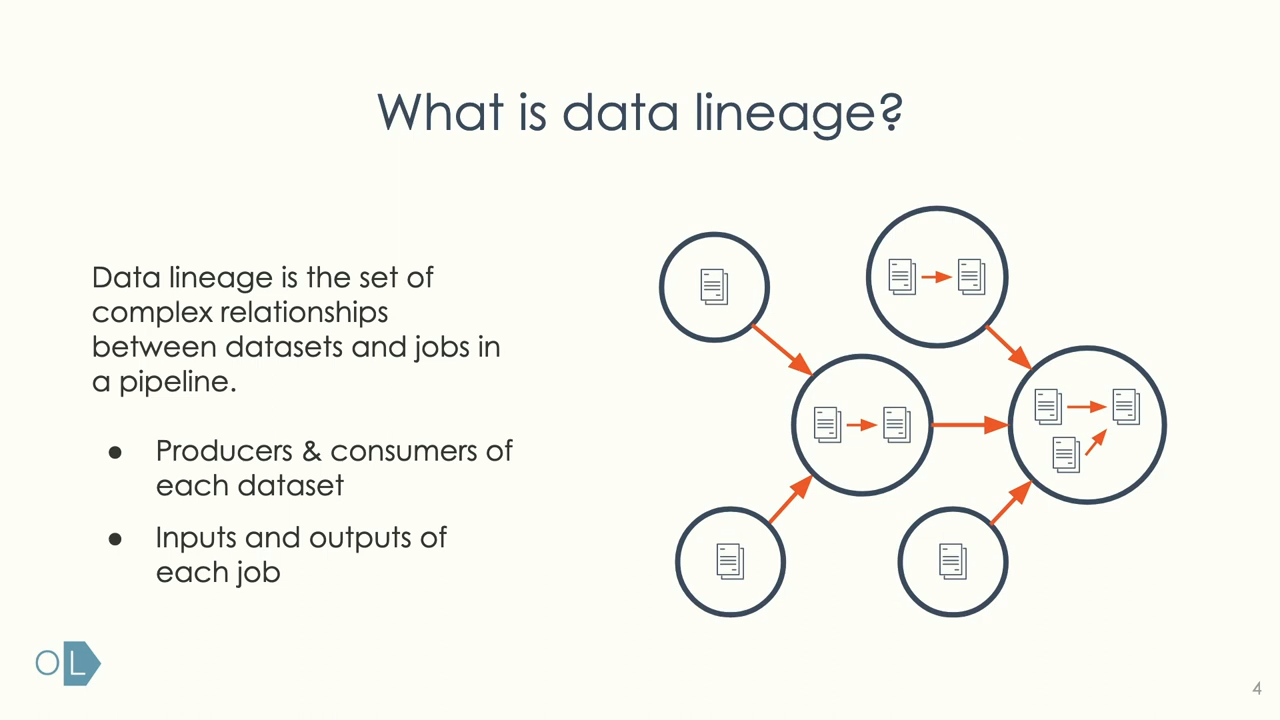 What is data lineage?
Data lineage is the set of
complex relationships
between datasets and jobs in
a pipeline.
● Producers & consumers of
each dataset
● Inputs and outputs of
each job
OL
4